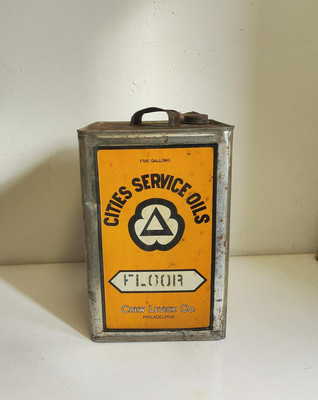 FIVE GALLONS
CITIES SERVICE OILS
FLOOR
CREW LEVICK CO.
PHILADELPHIA